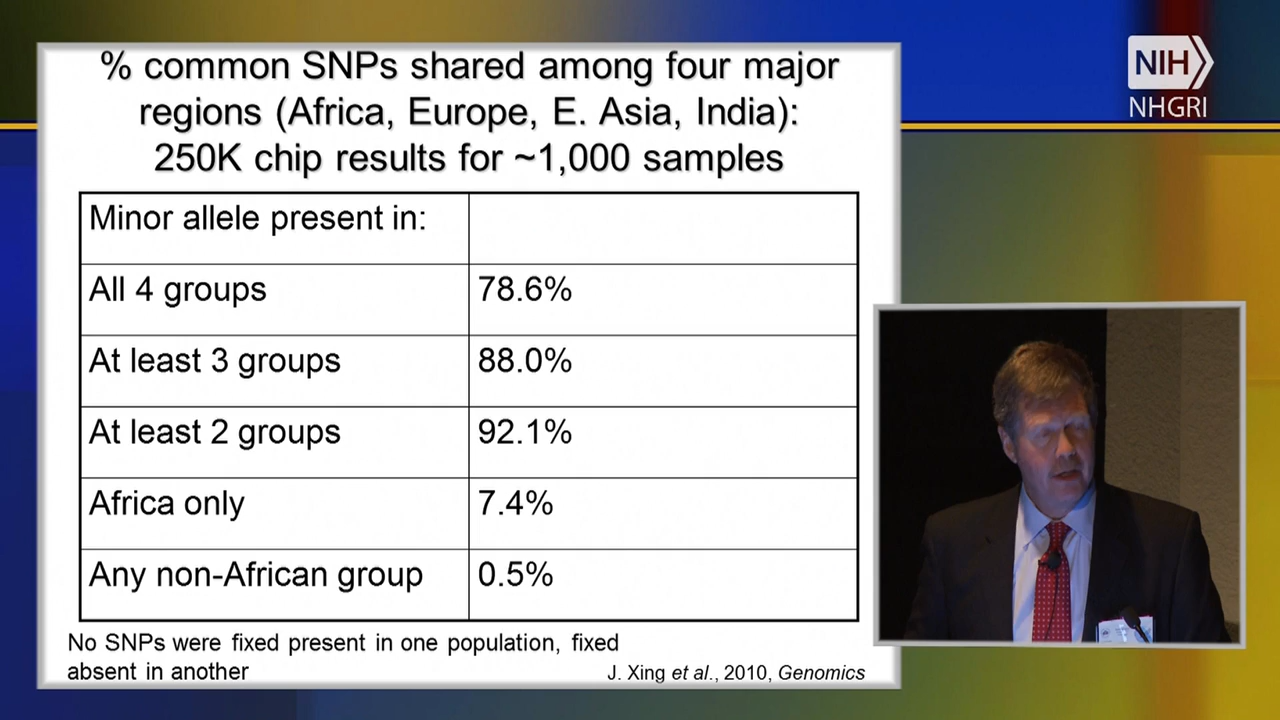 % common SNPs shared among four major
regions (Africa, Europe, E. Asia, India):
250K chip results for ~1,000 samples
Minor allele present in:
All 4 groups 78.6%
At least 3 groups 88.0%
At least 2 groups 92.1%
Africa only 7.4%
Any non-African group 0.5%
No SNPs were fixed present in one population, fixed
absent in another
J. Xing et al., 2010, Genomics
NIH
NHGRI